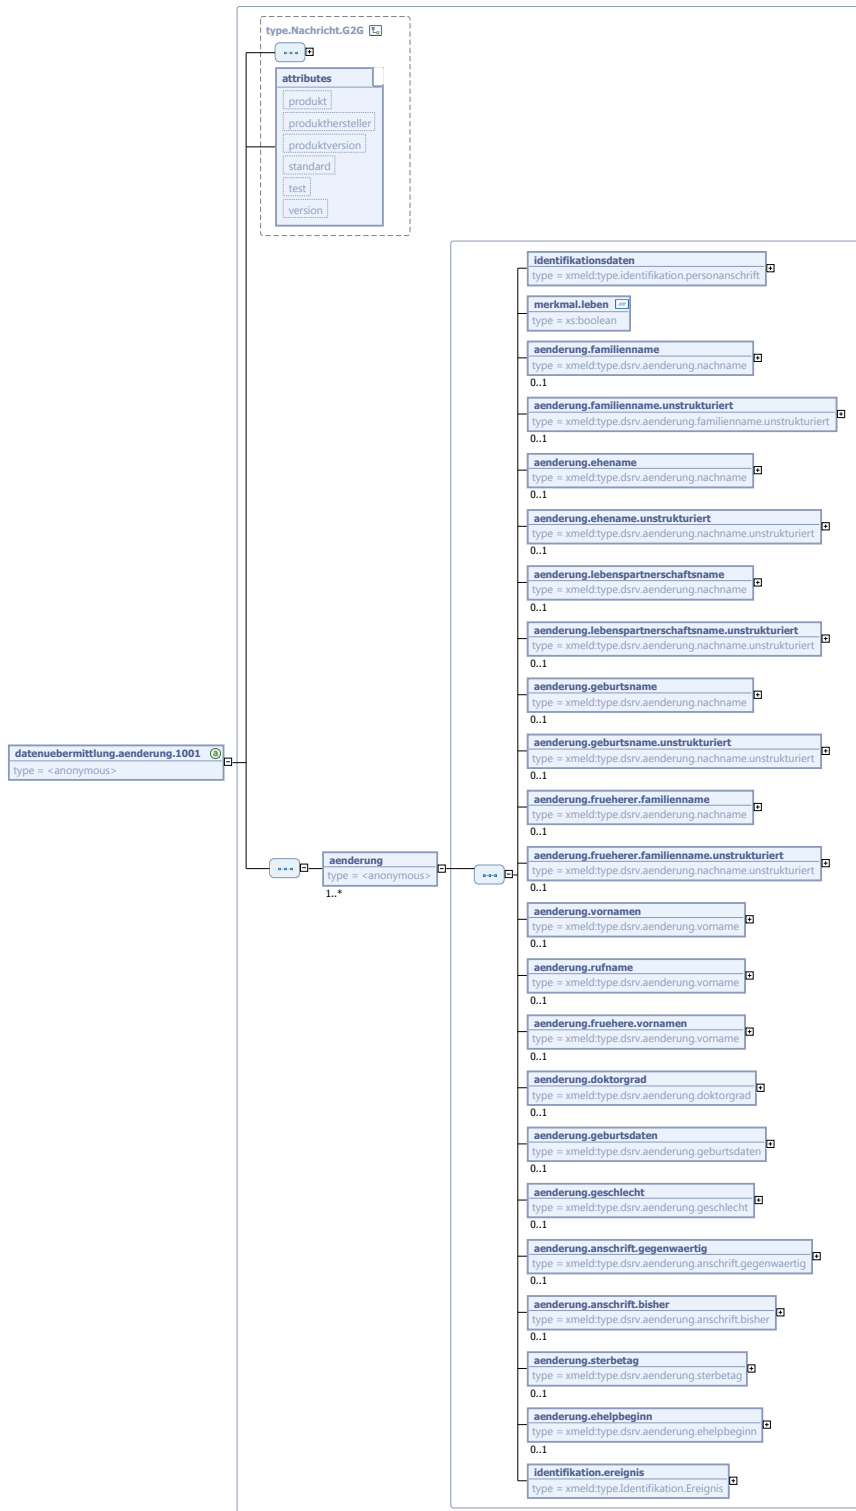 type.Nachricht.G2G
attributes
produkt
produkthersteller
produktversion
standard
test
version
datenuebermittlung.aenderung.1001
type = <anonymous>
aenderung
type = <anonymous>
1..*
identifikationsdaten
type = xmeld:type.identifikation.personanschrift
merkmal.leben
type = xs:boolean
aenderung.familienname
type = xmeld:type.dsrv.aenderung.nachname
0..1
aenderung.familienname.unstrukturiert
type = xmeld:type.dsrv.aenderung.familienname.unstrukturiert
0..1
aenderung.ehename
type = xmeld:type.dsrv.aenderung.nachname
0..1
aenderung.ehename.unstrukturiert
type = xmeld:type.dsrv.aenderung.nachname.unstrukturiert
0..1
aenderung.lebenspartnerschaftsname
type = xmeld:type.dsrv.aenderung.nachname
0..1
aenderung.lebenspartnerschaftsname.unstrukturiert
type = xmeld:type.dsrv.aenderung.nachname.unstrukturiert
0..1
aenderung.geburtsname
type = xmeld:type.dsrv.aenderung.nachname
0..1
aenderung.geburtsname.unstrukturiert
type = xmeld:type.dsrv.aenderung.nachname.unstrukturiert
0..1
aenderung.frueherer.familienname
type = xmeld:type.dsrv.aenderung.nachname
0..1
aenderung.frueherer.familienname.unstrukturiert
type = xmeld:type.dsrv.aenderung.nachname.unstrukturiert
0..1
aenderung.vornamen
type = xmeld:type.dsrv.aenderung.vorname
0..1
aenderung.rufname
type = xmeld:type.dsrv.aenderung.vorname
0..1
aenderung.fruehere.vornamen
type = xmeld:type.dsrv.aenderung.vorname
0..1
aenderung.doktorgrad
type = xmeld:type.dsrv.aenderung.doktorgrad
0..1
aenderung.geburtsdaten
type = xmeld:type.dsrv.aenderung.geburtsdaten
0..1
aenderung.geschlecht
type = xmeld:type.dsrv.aenderung.geschlecht
0..1
aenderung.anschrift.gegenwaertig
type = xmeld:type.dsrv.aenderung.anschrift.gegenwaertig
0..1
aenderung.anschrift.bisher
type = xmeld:type.dsrv.aenderung.anschrift.bisher
0..1
aenderung.sterbetag
type = xmeld:type.dsrv.aenderung.sterbetag
0..1
aenderung.ehelpbeginn
type = xmeld:type.dsrv.aenderung.ehelpbeginn
0..1
identifikation.ereignis
type = xmeld:type.Identifikation.Ereignis